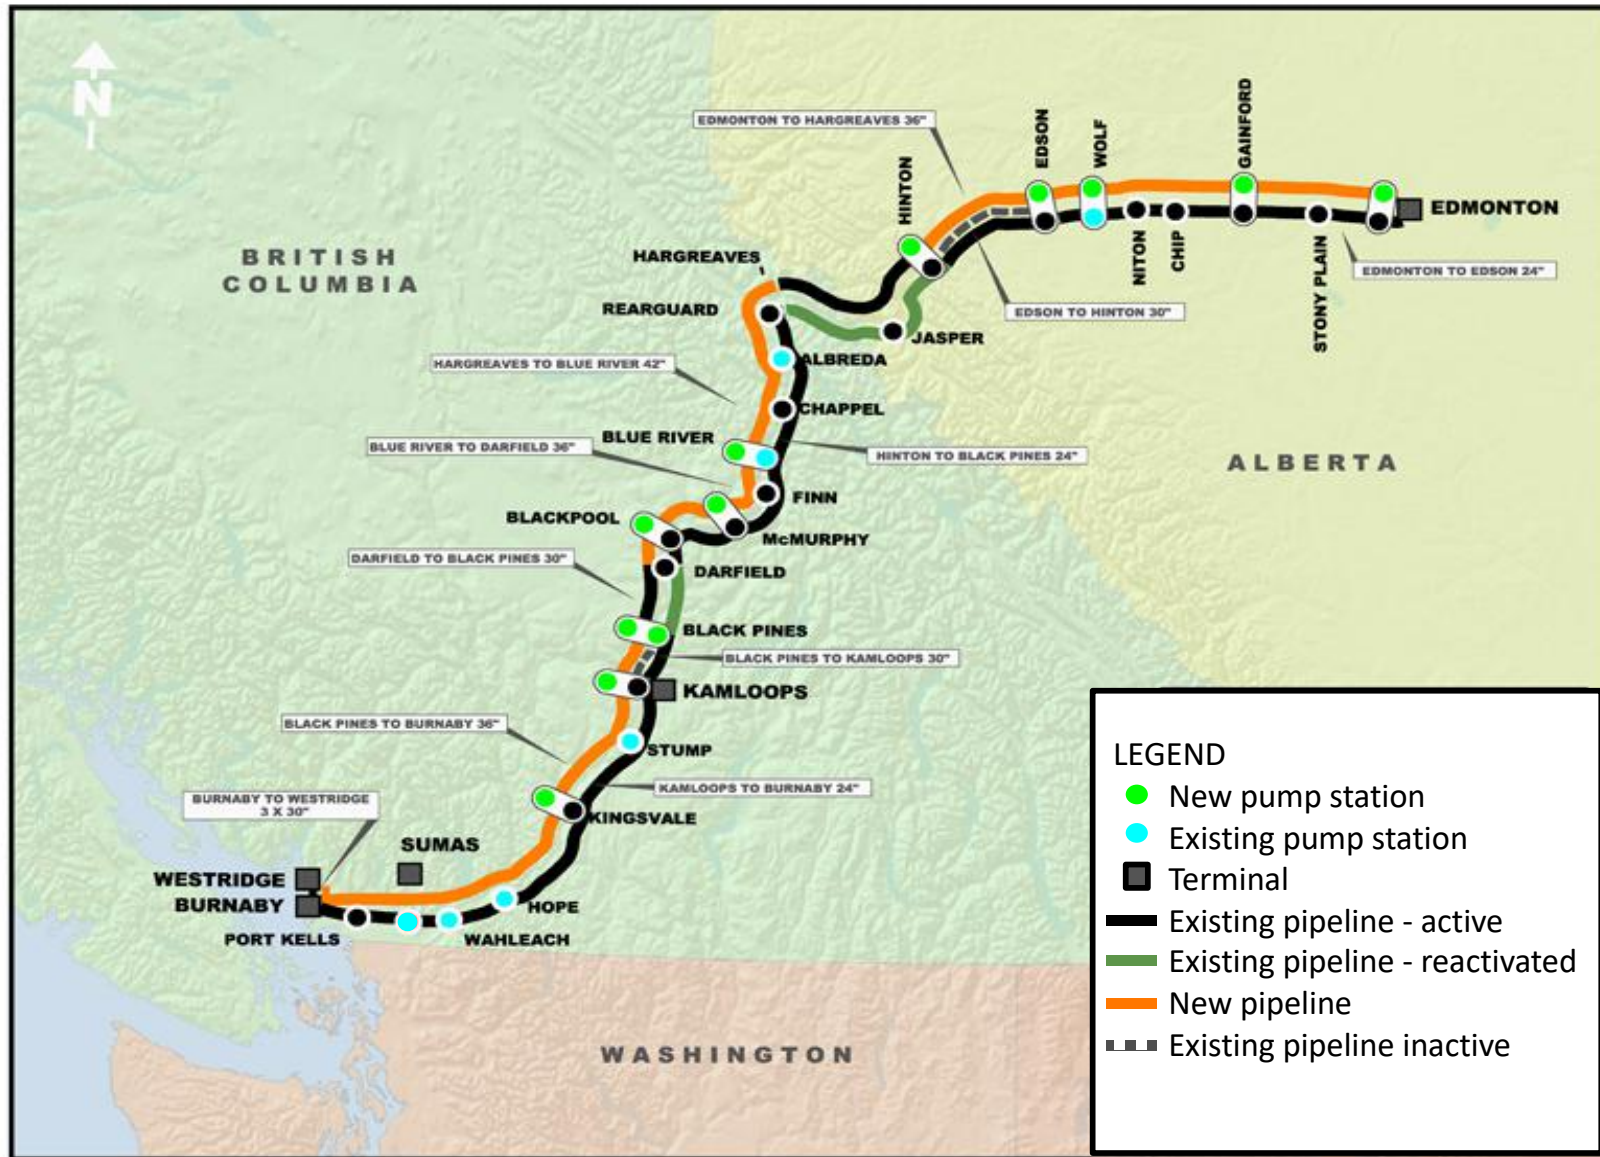 N
EDMONTON TO HARGREAVES 36"
EDSON
WOLF
GAINFORD
HINTON
EDMONTON
BRITISH
COLUMBIA
HARGREAVES
NITON
CHIP
STONY PLAIN
EDMONTON TO EDSON 24"
REARGUARD
EDSON TO HINTON 30"
JASPER
HARGREAVES TO BLUE RIVER 42"
ALBREDA
CHAPPEL
BLUE RIVER
BLUE RIVER TO DARFIELD 36"
HINTON TO BLACK PINES 24"
ALBERTA
FINN
BLACKPOOL
McMURPHY
DARFIELD TO BLACK PINES 30"
DARFIELD
BLACK PINES
BLACK PINES TO KAMLOOPS 30"
KAMLOOPS
BLACK PINES TO BURNABY 36"
STUMP
KAMLOOPS TO BURNABY 24"
BURNABY TO WESTRIDGE
3 X 30"
KINGSVALE
SUMAS
WESTRIDGE
BURNABY
HOPE
PORT KELLS
WAHLEACH
WASHINGTON
LEGEND
New pump station
Existing pump station
Terminal
Existing pipeline - active
Existing pipeline - reactivated
New pipeline
Existing pipeline inactive